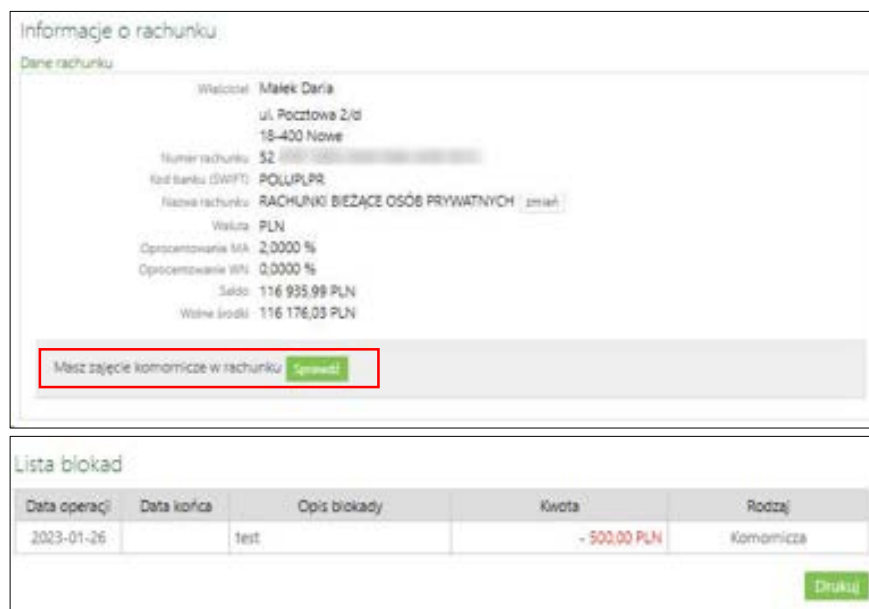 Informacje o rachunku
Dane rachunku
Właściciel Małek Daria
ul. Pocztowa 2/d
18-400 Nowe
Numer rachunku 52
Kod banku (SWIFT) POLUPLPR
Nazwa rachunku RACHUNKI BIEŻĄCE OSÓB PRYWATNYCH zmień
Waluta PLN
Oprocentowanie MA 2,0000 %
Oprocentowanie WN 0,0000 %
Saldo 116 935,99 PLN
Wolne środki 116 176,03 PLN
Masz zajęcie komornicze w rachunku Sprawdź
Lista blokad
Data operacji Data końca Opis blokady Kwota Rodzaj
2023-01-26 test - 500,00 PLN Komornicza
Drukuj